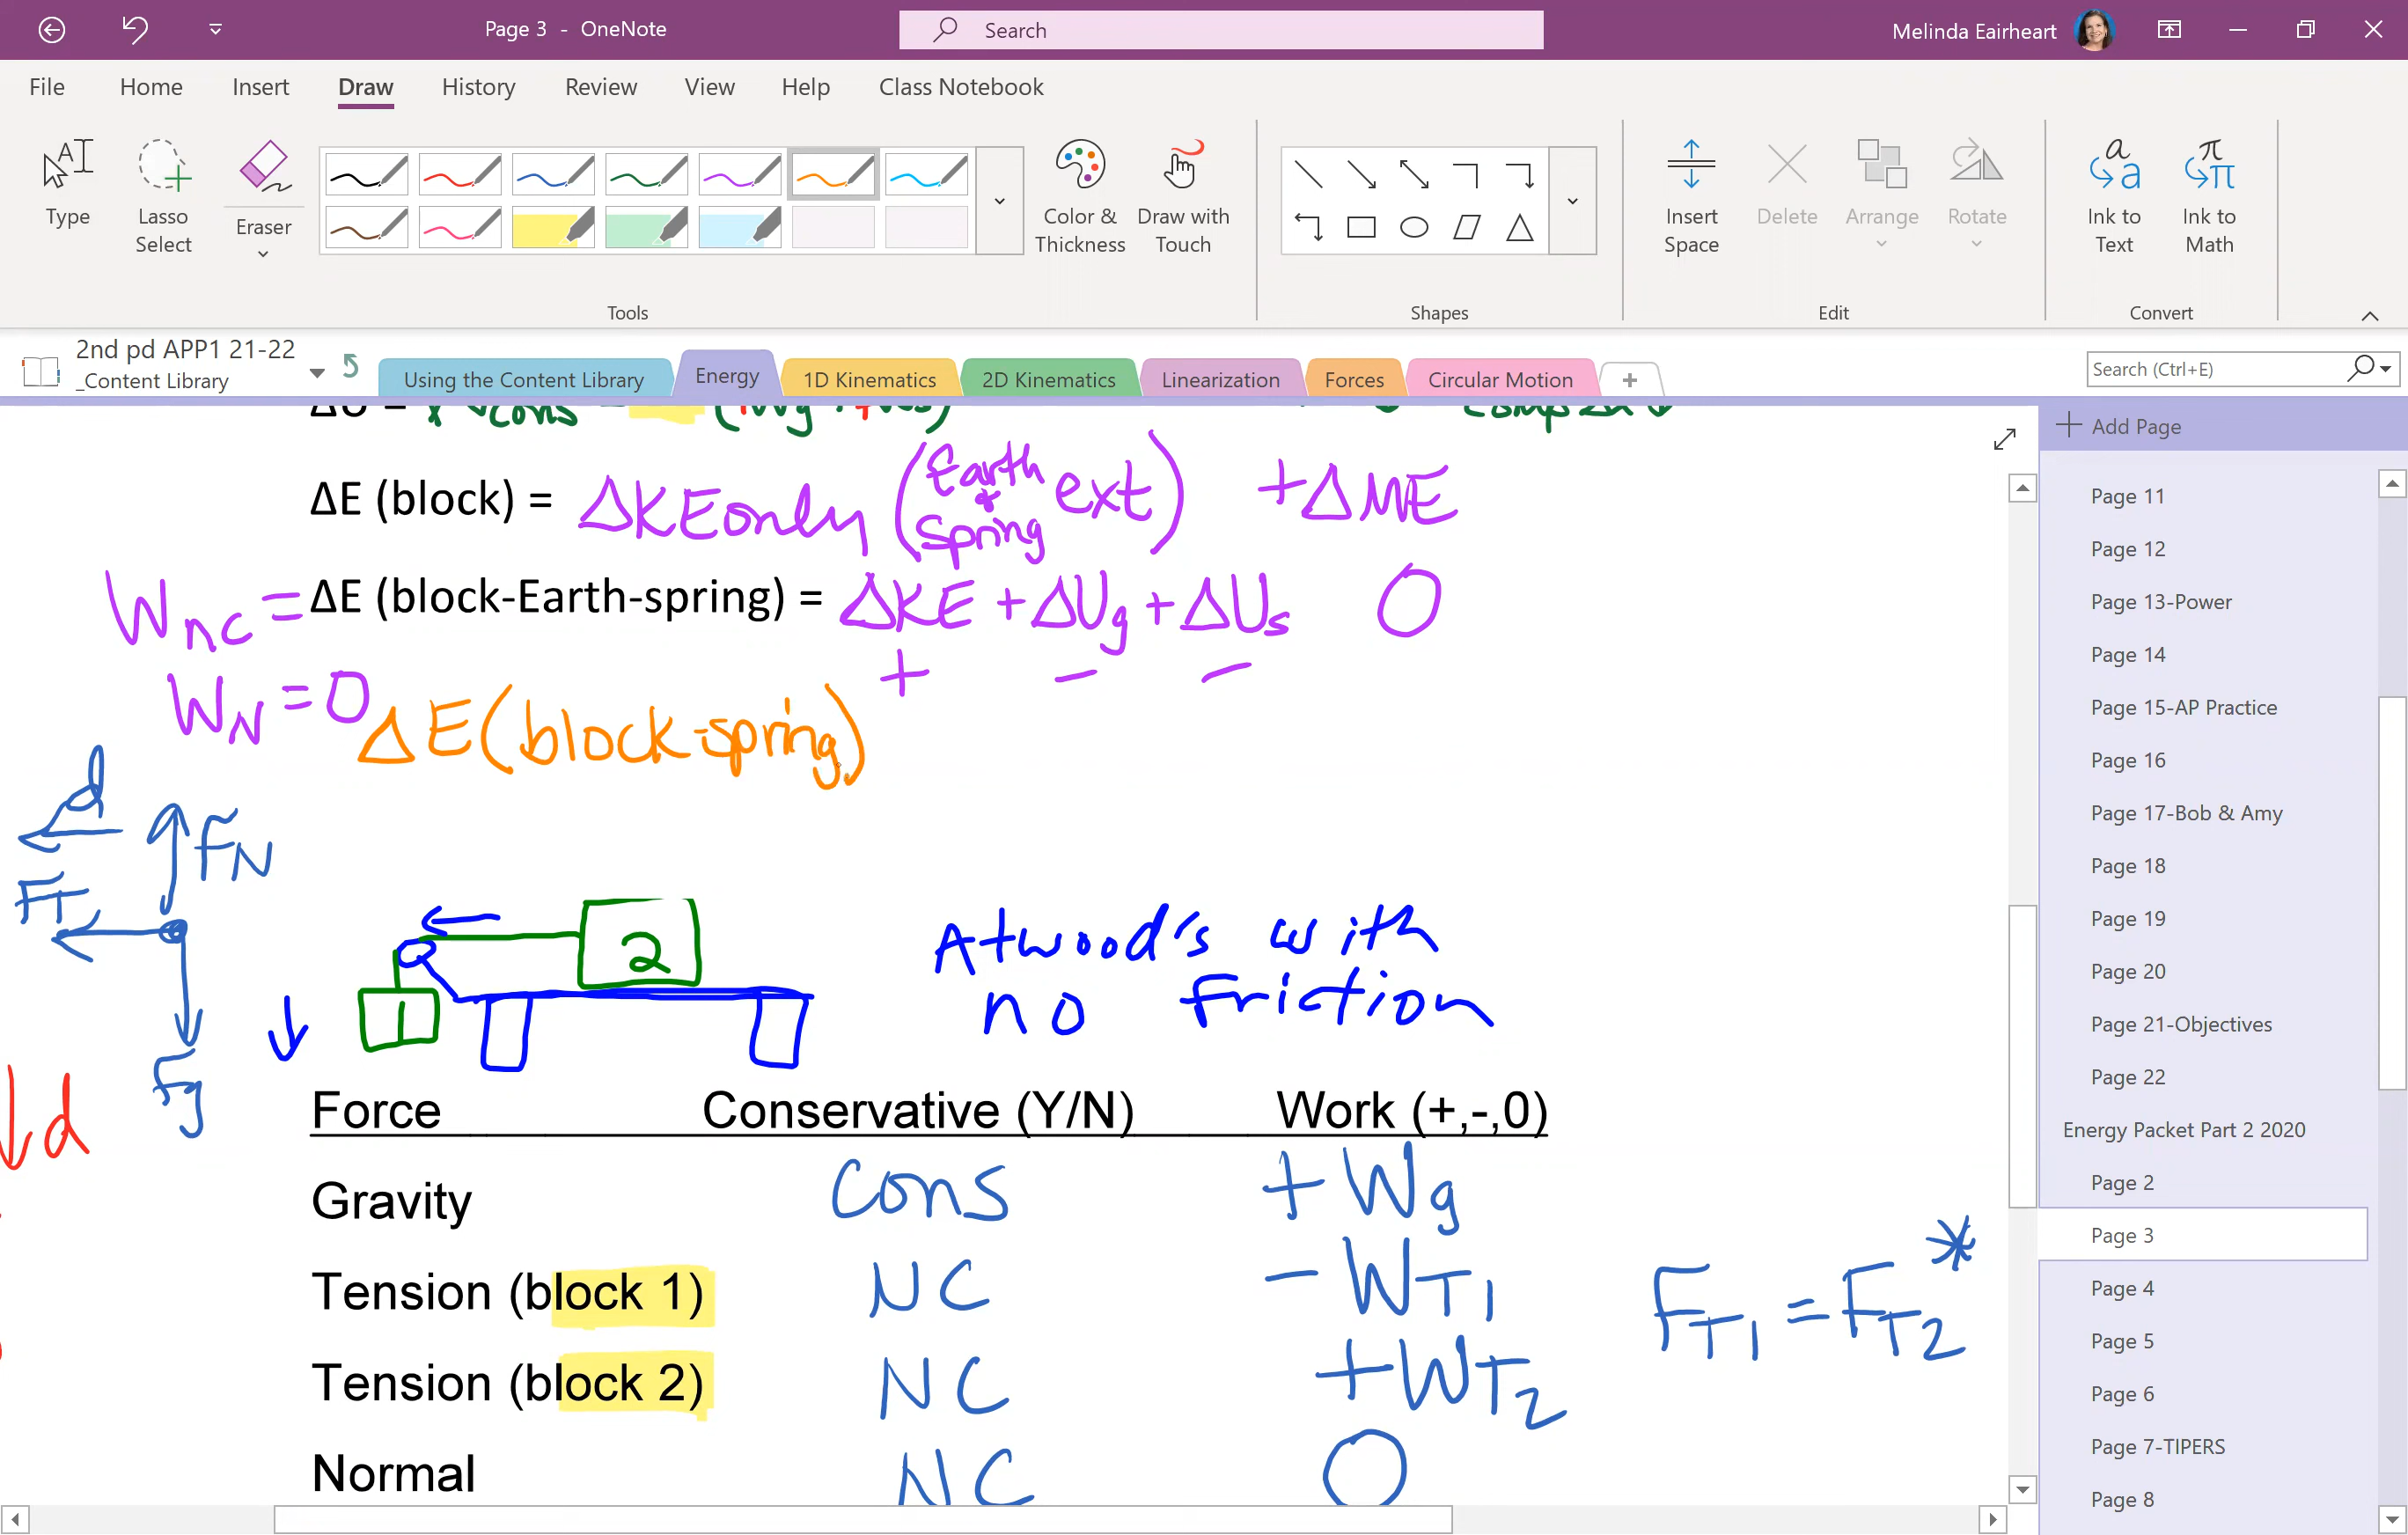 Page 3 - OneNote
Search
Melinda Eairheart
File Home Insert Draw History Review View Help Class Notebook
Type
Lasso Select
Eraser
Color & Thickness
Draw with Touch
Insert Space
Delete
Arrange
Rotate
Ink to Text
Ink to Math
Tools
Shapes
Edit
Convert
2nd pd APP1 21-22
_Content Library
Using the Content Library
Energy
1D Kinematics
2D Kinematics
Linearization
Forces
Circular Motion
+
Search (Ctrl+E)
ΔE (block) = ΔKE only (Earth & spring ext) +ΔME
Wnc = ΔE (block-Earth-spring) = ΔKE + ΔUg + ΔUs 0
+ - -
WN = 0
ΔE (block-spring)
d
FN
FT
Fg
2
1
Atwood's with
no friction
↓d
Force Conservative (Y/N) Work (+,-,0)
Gravity Cons +Wg
Tension (block 1) NC -WT1
FT1 = FT2*
Tension (block 2) NC +WT2
Normal NC 0
Add Page
Page 11
Page 12
Page 13-Power
Page 14
Page 15-AP Practice
Page 16
Page 17-Bob & Amy
Page 18
Page 19
Page 20
Page 21-Objectives
Page 22
Energy Packet Part 2 2020
Page 2
Page 3
Page 4
Page 5
Page 6
Page 7-TIPERS
Page 8